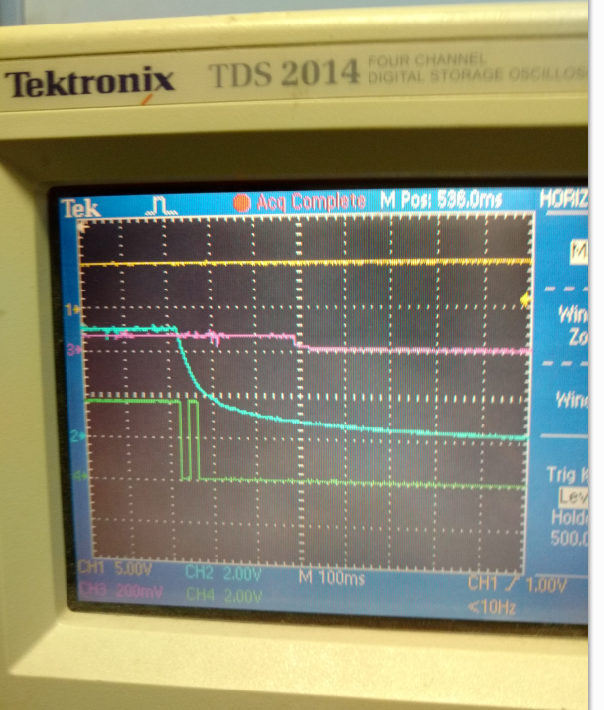 Tektronix TDS 2014 FOUR CHANNEL
DIGITAL STORAGE OSCILLOS
Tek Acq Complete M Pos: 536.0ms HORIZ
M
Win
Zo
Wind
Trig K
Lev
Hold
500.0
1
3
2
4
CH1 5.00V CH2 2.00V M 100ms CH1 1.00V
CH3 200mV CH4 2.00V <10Hz